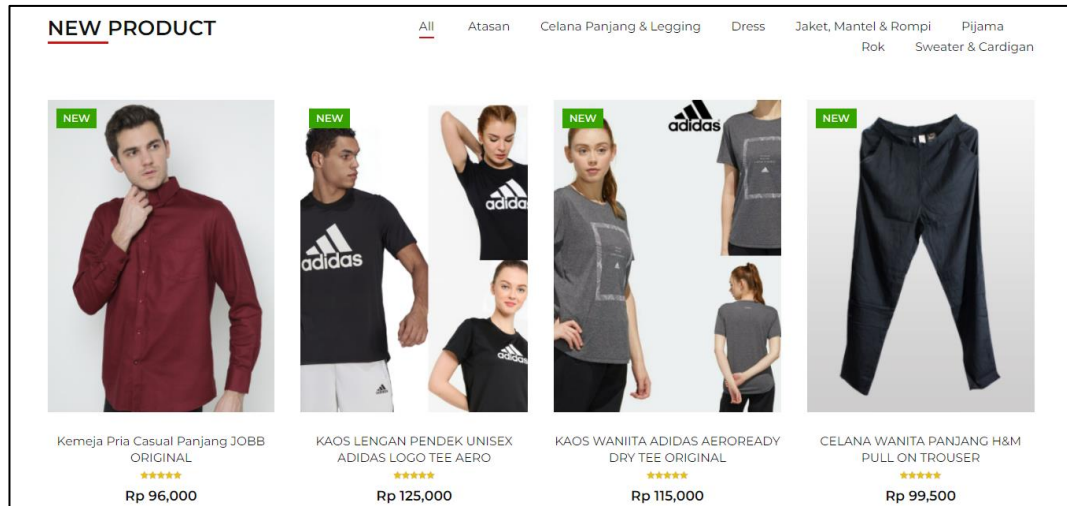 NEW PRODUCT
All Atasan Celana Panjang & Legging Dress Jaket, Mantel & Rompi Pijama
Rok Sweater & Cardigan
NEW
NEW
NEW
NEW
adidas
adidas
adidas
adidas
Kemeja Pria Casual Panjang JOBB
ORIGINAL
Rp 96,000
KAOS LENGAN PENDEK UNISEX
ADIDAS LOGO TEE AERO
Rp 125,000
KAOS WANIITA ADIDAS AEROREADY
DRY TEE ORIGINAL
Rp 115,000
CELANA WANITA PANJANG H&M
PULL ON TROUSER
Rp 99,500